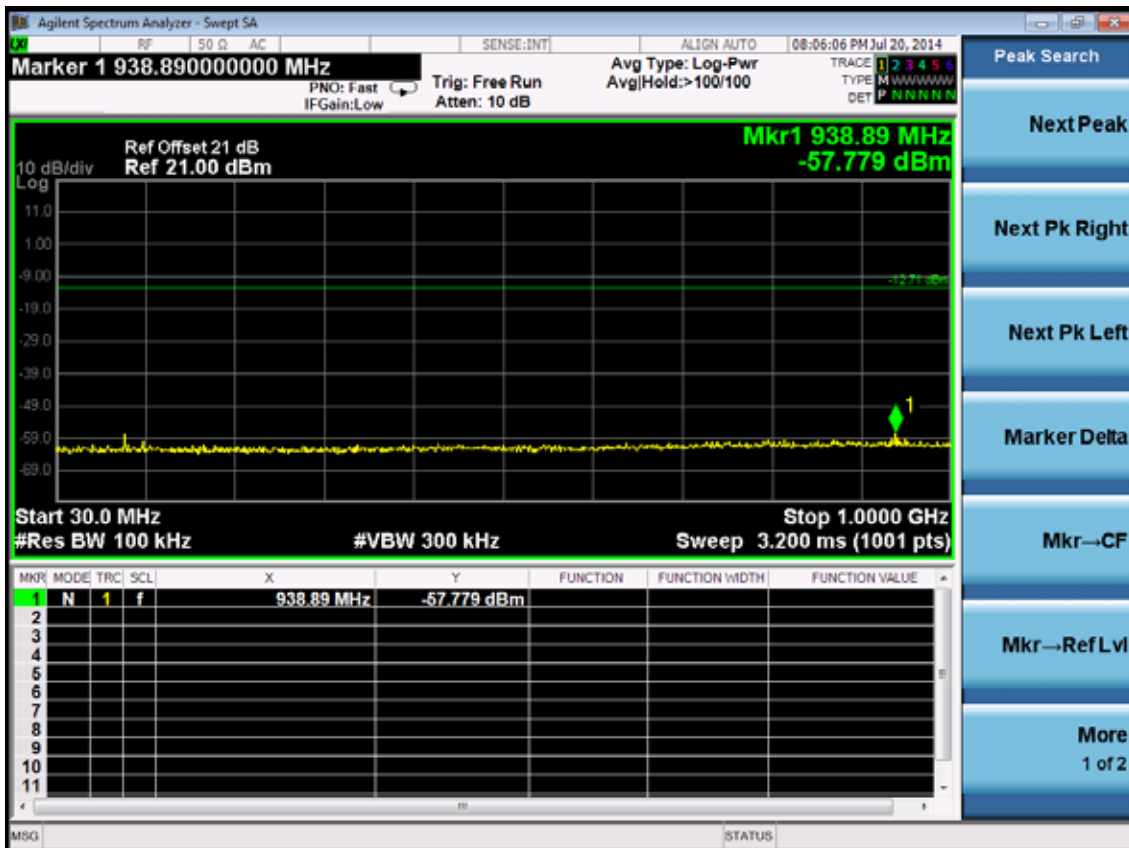 Agilent Spectrum Analyzer - Swept SA
LXI RF 50 Ω AC SENSE:INT ALIGN AUTO 08:06:06 PM Jul 20, 2014
Marker 1 938.890000000 MHz
PNO: Fast
IFGain:Low
Trig: Free Run
Atten: 10 dB
Avg Type: Log-Pwr
Avg|Hold:>100/100
TRACE 1 2 3 4 5 6
TYPE M W W W W W
DET P N N N N N
Mkr1 938.89 MHz
-57.779 dBm
Ref Offset 21 dB
10 dB/div Ref 21.00 dBm
Log
11.0
1.00
-9.00
-12.71 dBm
-19.0
-29.0
-39.0
-49.0
1
-59.0
-69.0
Start 30.0 MHz Stop 1.0000 GHz
#Res BW 100 kHz #VBW 300 kHz Sweep 3.200 ms (1001 pts)
MKR MODE TRC SCL X Y FUNCTION FUNCTION WIDTH FUNCTION VALUE
1 N 1 f 938.89 MHz -57.779 dBm
2
3
4
5
6
7
8
9
10
11
MSG STATUS
Peak Search
Next Peak
Next Pk Right
Next Pk Left
Marker Delta
Mkr→CF
Mkr→Ref Lvl
More
1 of 2